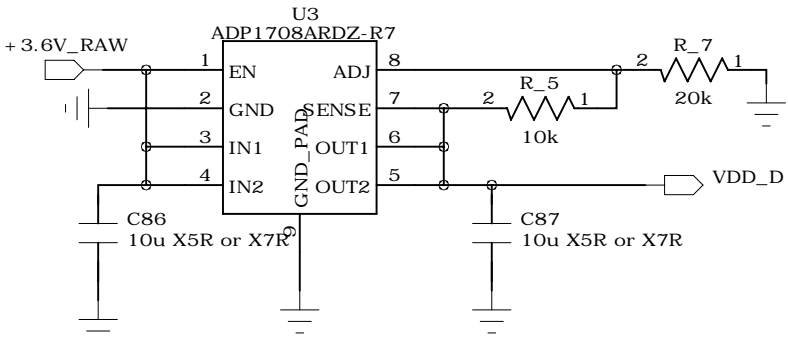 U3
ADP1708ARDZ-R7
+3.6V_RAW
1 EN ADJ 8
2 R_7 1
20k
2 GND SENSE 7
2 R_5 1
10k
3 IN1 OUT1 6
4 IN2 OUT2 5
GND_PAD
9
VDD_D
C86
10u X5R or X7R
C87
10u X5R or X7R